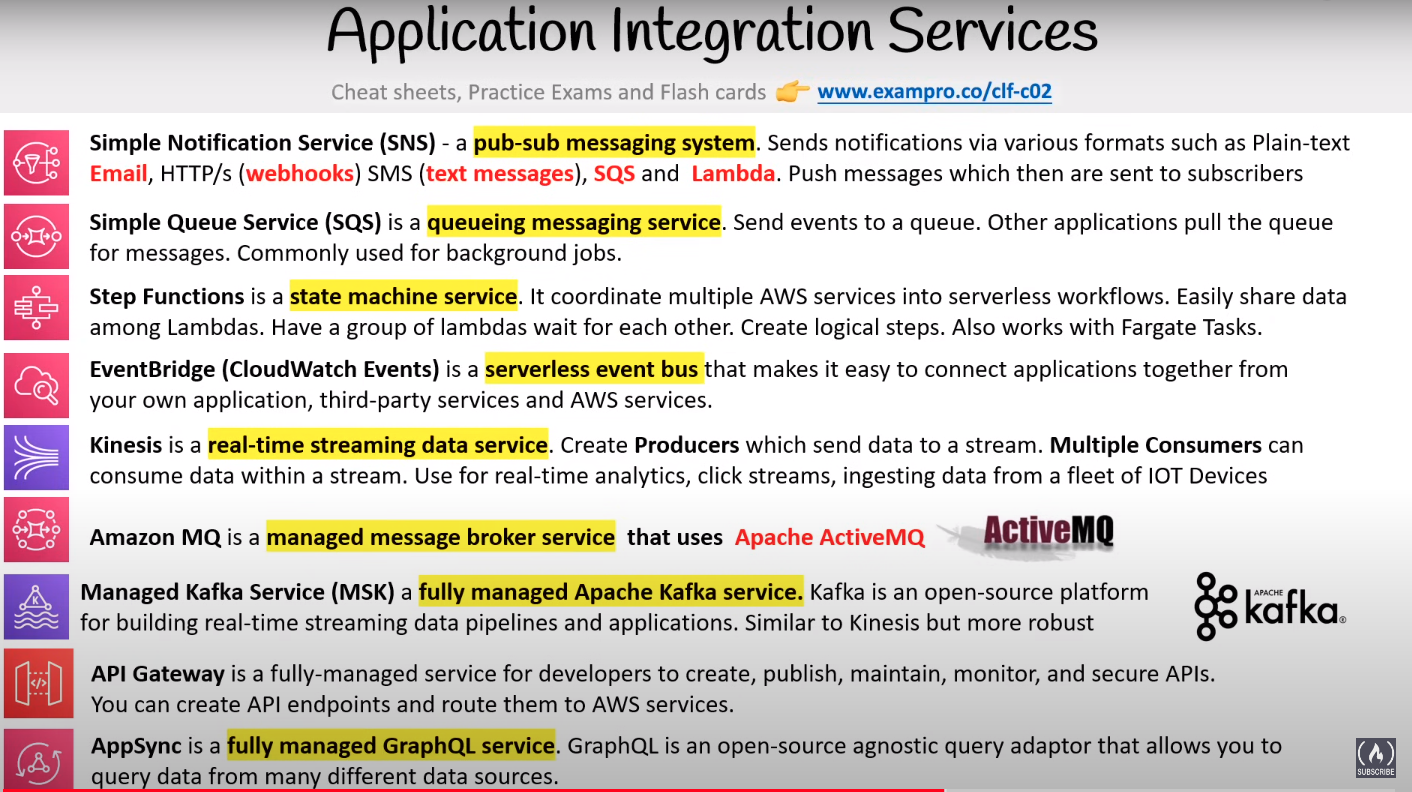 Application Integration Services
Cheat sheets, Practice Exams and Flash cards 👉 www.exampro.co/clf-c02
Simple Notification Service (SNS) - a pub-sub messaging system. Sends notifications via various formats such as Plain-text
Email, HTTP/s (webhooks) SMS (text messages), SQS and Lambda. Push messages which then are sent to subscribers
Simple Queue Service (SQS) is a queueing messaging service. Send events to a queue. Other applications pull the queue
for messages. Commonly used for background jobs.
Step Functions is a state machine service. It coordinate multiple AWS services into serverless workflows. Easily share data
among Lambdas. Have a group of lambdas wait for each other. Create logical steps. Also works with Fargate Tasks.
EventBridge (CloudWatch Events) is a serverless event bus that makes it easy to connect applications together from
your own application, third-party services and AWS services.
Kinesis is a real-time streaming data service. Create Producers which send data to a stream. Multiple Consumers can
consume data within a stream. Use for real-time analytics, click streams, ingesting data from a fleet of IOT Devices
Amazon MQ is a managed message broker service that uses Apache ActiveMQ
ActiveMQ
Managed Kafka Service (MSK) a fully managed Apache Kafka service. Kafka is an open-source platform
for building real-time streaming data pipelines and applications. Similar to Kinesis but more robust
K
APACHE
kafka®
API Gateway is a fully-managed service for developers to create, publish, maintain, monitor, and secure APIs.
You can create API endpoints and route them to AWS services.
</>
AppSync is a fully managed GraphQL service. GraphQL is an open-source agnostic query adaptor that allows you to
query data from many different data sources.
SUBSCRIBE